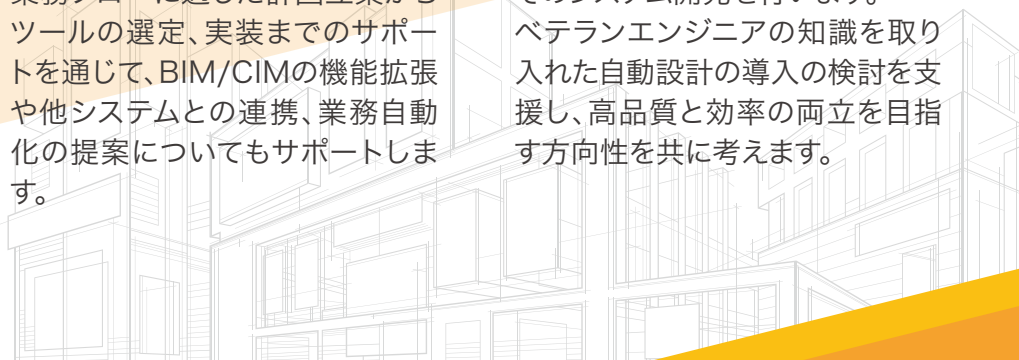 ツールの選定、実装までのサポー
トを通じて、BIM/CIMの機能拡張
や他システムとの連携、業務自動
化の提案についてもサポートしま
す。
ベテランエンジニアの知識を取り
入れた自動設計の導入の検討を支
援し、高品質と効率の両立を目指
す方向性を共に考えます。